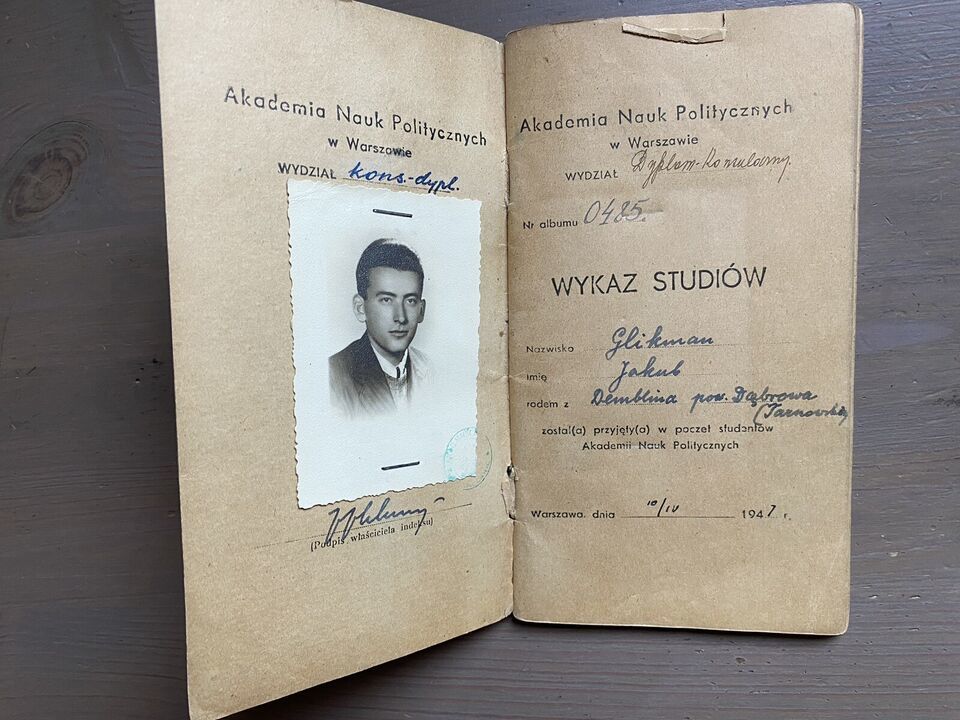 Akademia Nauk Politycznych
w Warszawie
WYDZIAŁ kons.-dypl.
(Podpis właściciela indeksu)
Akademia Nauk Politycznych
w Warszawie
WYDZIAŁ Dyplom-Konsularny.
Nr albumu 0485.
WYKAZ STUDIÓW
Nazwisko Glikman
Imię Jakub
rodem z Demblina pow. Dąbrowa
(Tarnowska)
został(a) przyjęty(a) w poczet studentów
Akademii Nauk Politycznych
Warszawa, dnia 10/IV 1947 r.